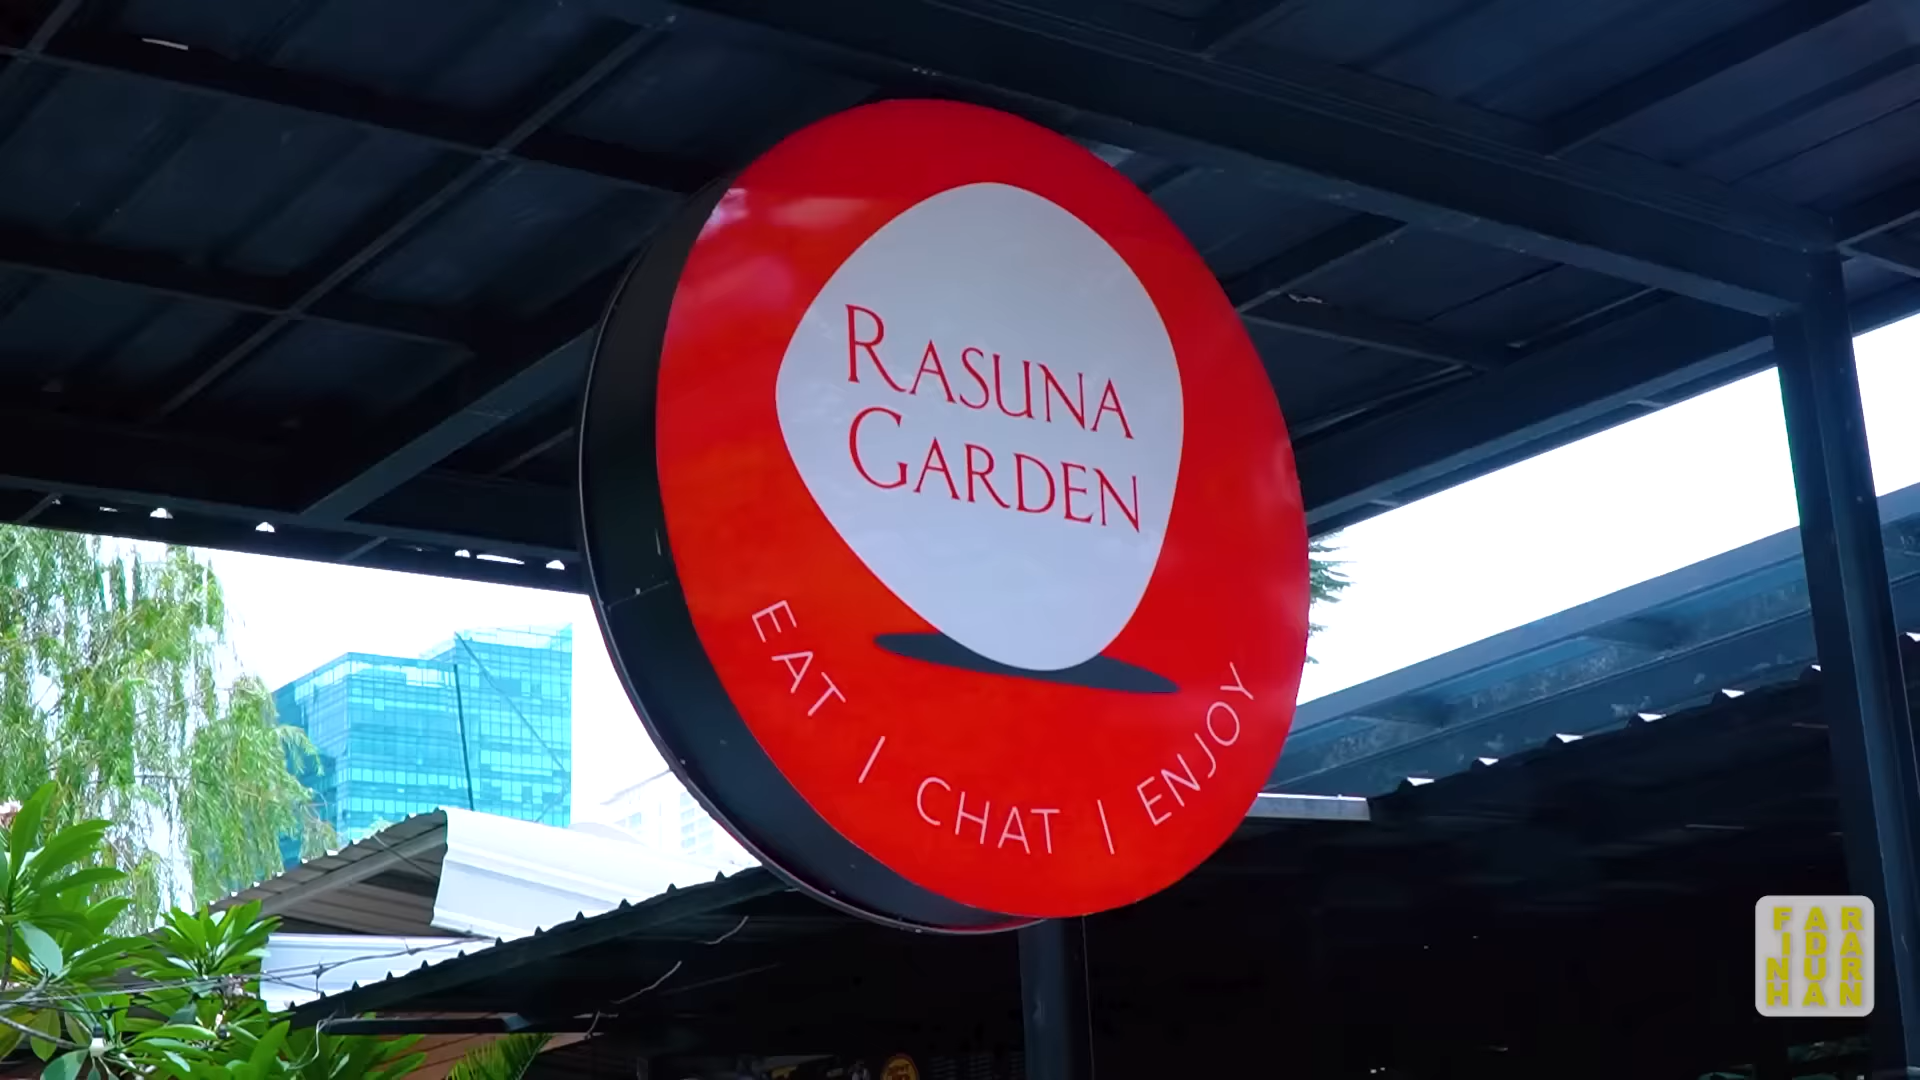 RASUNA
GARDEN
EAT | CHAT | ENJOY
FAR
IDA
NUR
HAN